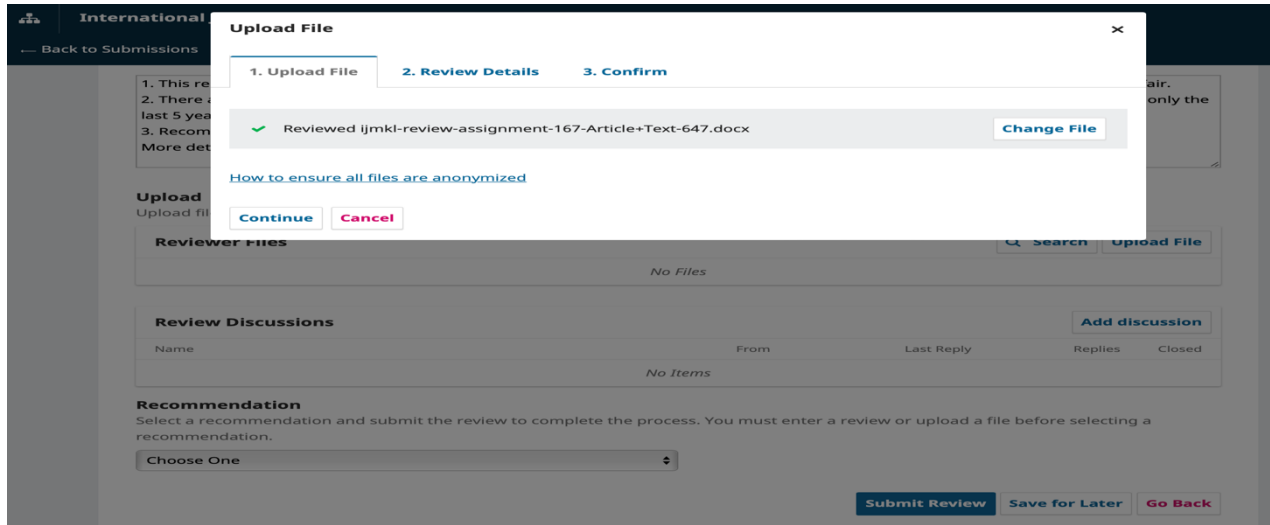 International
Upload File
← Back to Submissions
1. Upload File 2. Review Details 3. Confirm
1. This re air.
2. There only the
last 5 yea
Reviewed ijmkl-review-assignment-167-Article+Text-647.docx Change File
3. Recom
More det
How to ensure all files are anonymized
Upload
Upload fil
Continue Cancel
Reviewer Files Search Upload File
No Files
Review Discussions Add discussion
Name From Last Reply Replies Closed
No Items
Recommendation
Select a recommendation and submit the review to complete the process. You must enter a review or upload a file before selecting a
recommendation.
Choose One
Submit Review Save for Later Go Back